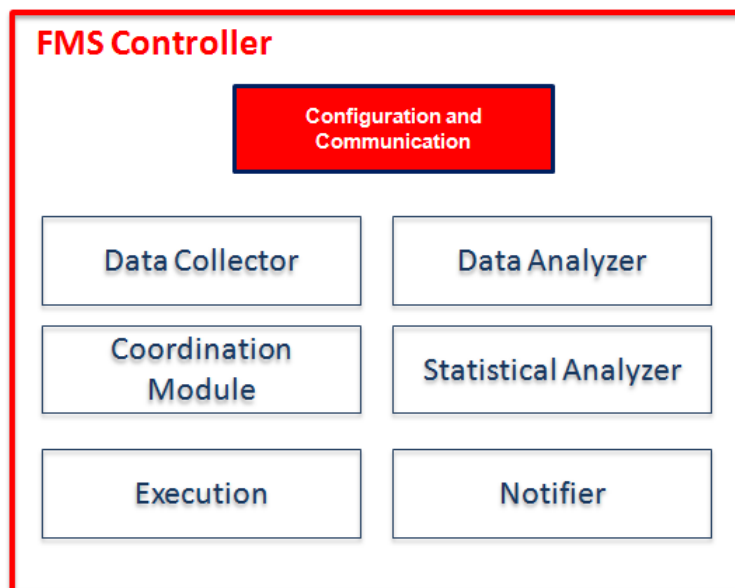 FMS Controller
Configuration and
Communication
Data Collector
Data Analyzer
Coordination
Module
Statistical Analyzer
Execution
Notifier